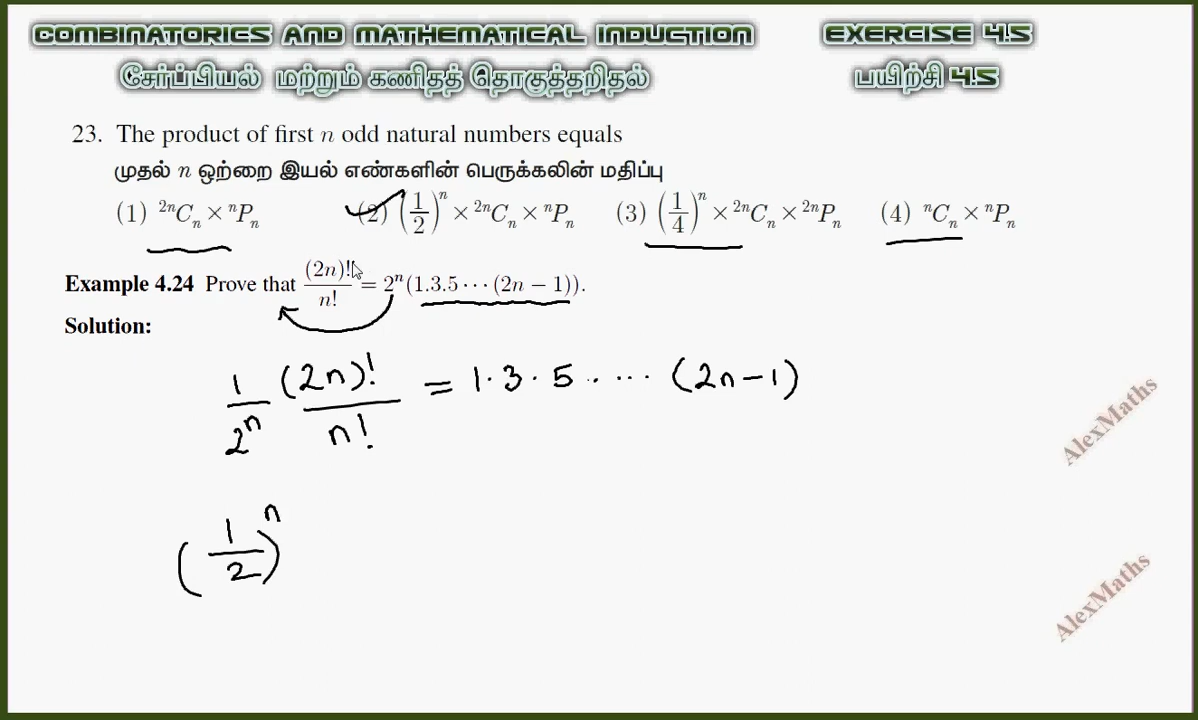 COMBINATORICS AND MATHEMATICAL INDUCTION EXERCISE 4.5
சேர்ப்பியல் மற்றும் கணிதத் தொகுத்தறிதல் பயிற்சி 4.5
23. The product of first n odd natural numbers equals
முதல் n ஒற்றை இயல் எண்களின் பெருக்கலின் மதிப்பு
(1) ²ⁿCₙ × ⁿPₙ (2) (1/2)ⁿ × ²ⁿCₙ × ⁿPₙ (3) (1/4)ⁿ × ²ⁿCₙ × ²ⁿPₙ (4) ⁿCₙ × ⁿPₙ
Example 4.24 Prove that (2n)!/n! = 2ⁿ(1.3.5⋯(2n − 1)).
Solution:
1/2ⁿ (2n)!/n! = 1·3·5····· (2n−1)
(1/2)ⁿ
AlexMaths
AlexMaths